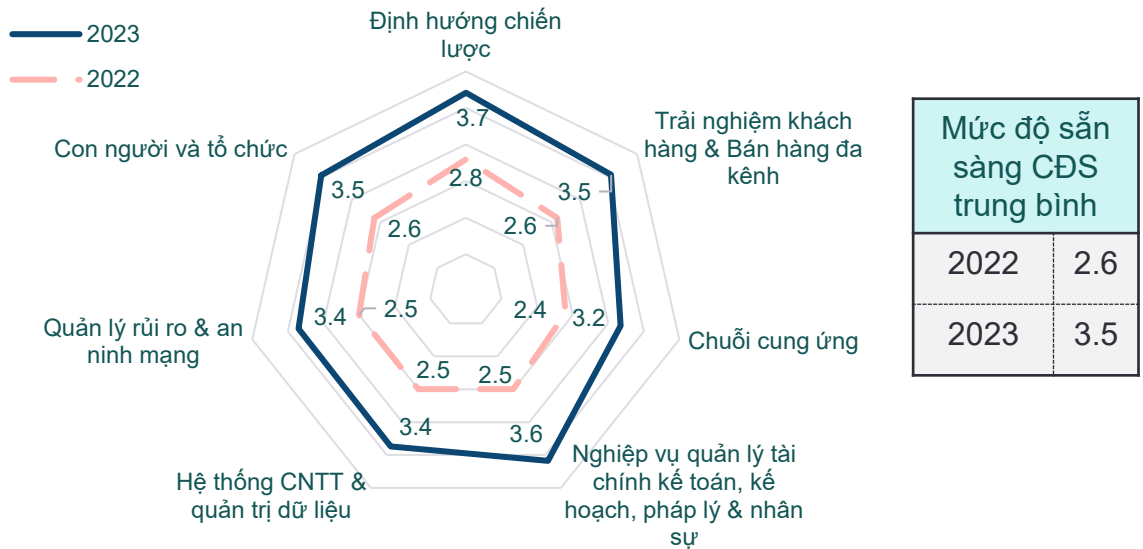 2023
2022
Định hướng chiến
lược
Trải nghiệm khách
hàng & Bán hàng đa
kênh
Chuỗi cung ứng
Nghiệp vụ quản lý tài
chính kế toán, kế
hoạch, pháp lý & nhân
sự
Hệ thống CNTT &
quản trị dữ liệu
Quản lý rủi ro & an
ninh mạng
Con người và tổ chức
3.7
3.5
3.2
3.6
3.4
3.4
3.5
2.8
2.6
2.4
2.5
2.5
2.5
2.6
Mức độ sẵn
sàng CĐS
trung bình
2022 2.6
2023 3.5